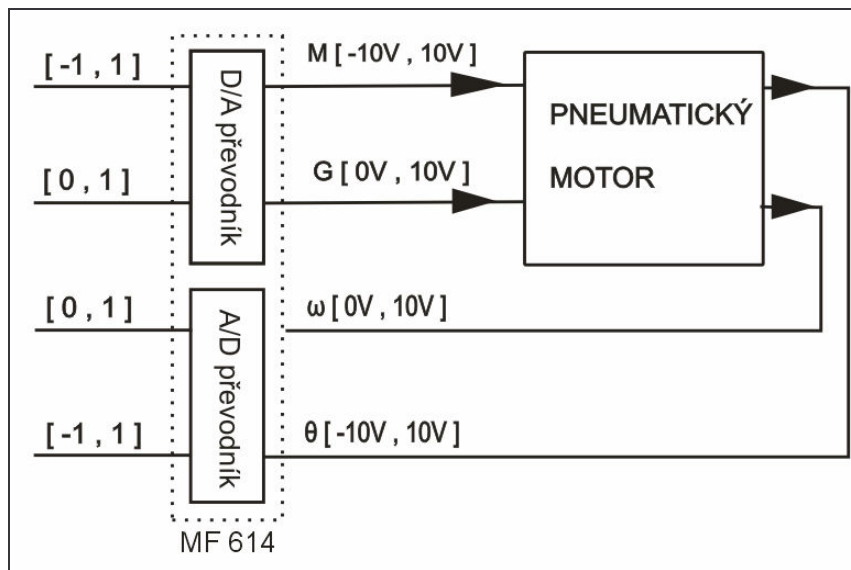 [ -1 , 1 ]
M [ -10V , 10V ]
D/A převodník
PNEUMATICKÝ
MOTOR
[ 0 , 1 ]
G [ 0V , 10V ]
[ 0 , 1 ]
ω [ 0V , 10V ]
A/D převodník
[ -1 , 1 ]
θ [ -10V , 10V ]
MF 614